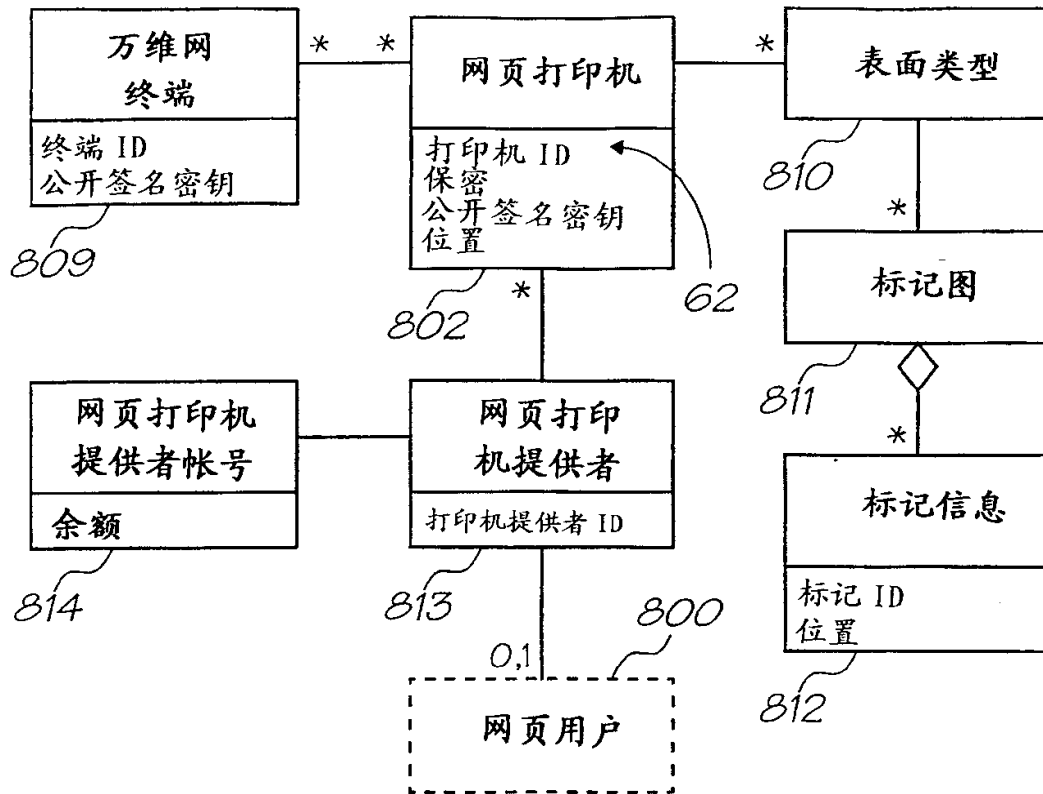 万维网
终端
终端 ID
公开签名密钥
809
*
*
网页打印机
打印机 ID
保密
公开签名密钥
位置
62
802
*
*
表面类型
810
*
标记图
811
*
标记信息
标记 ID
位置
812
网页打印机
提供者帐号
余额
814
网页打印
机提供者
打印机提供者 ID
813
800
0,1
网页用户